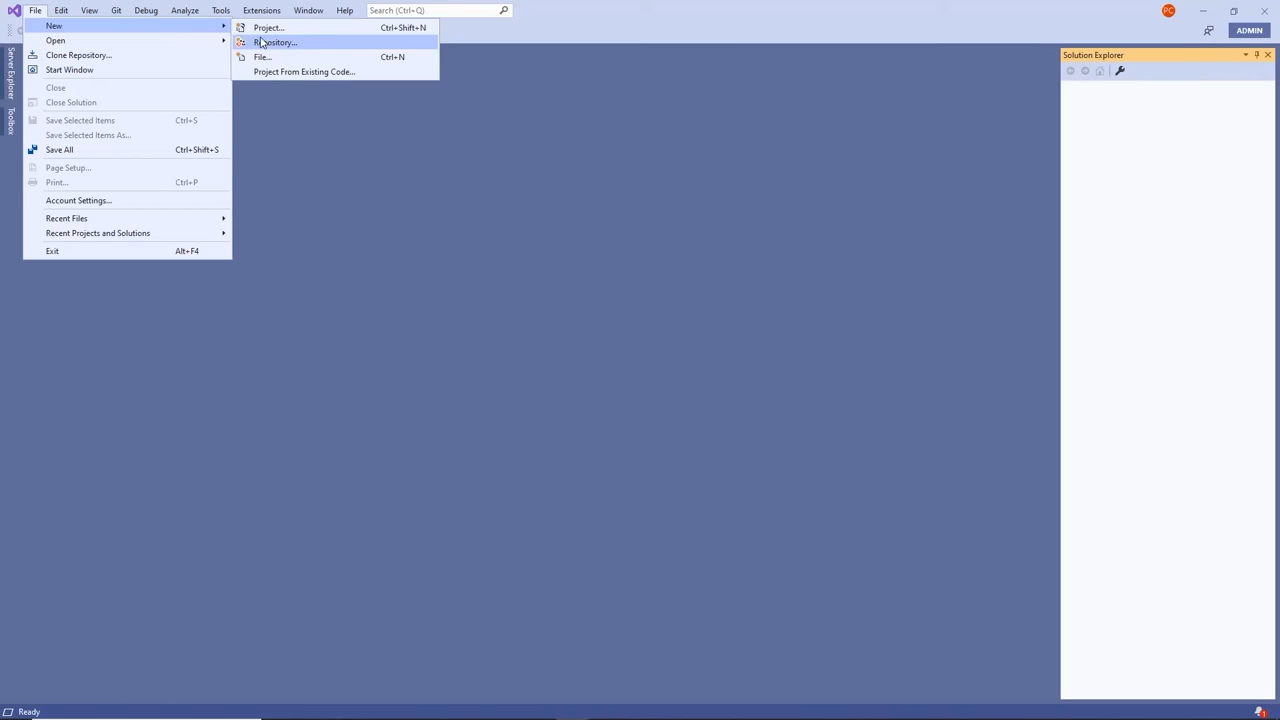 File Edit View Git Debug Analyze Tools Extensions Window Help Search (Ctrl+Q) PC
ADMIN
New
Open
Clone Repository...
Start Window
Close
Close Solution
Save Selected Items Ctrl+S
Save Selected Items As...
Save All Ctrl+Shift+S
Page Setup...
Print... Ctrl+P
Account Settings...
Recent Files
Recent Projects and Solutions
Exit Alt+F4
Project... Ctrl+Shift+N
Repository...
File... Ctrl+N
Project From Existing Code...
Server Explorer
Toolbox
Solution Explorer
Ready
1